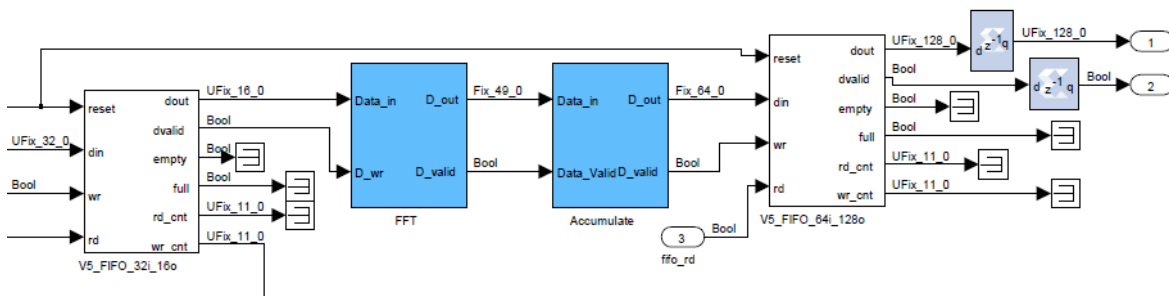 UFix_32_0
Bool
reset
din
wr
rd
dout
dvalid
empty
full
rd_cnt
wr_cnt
V5_FIFO_32i_16o
UFix_16_0
Bool
Bool
Bool
UFix_11_0
UFix_11_0
Data_in
D_out
D_wr
D_valid
FFT
Fix_49_0
Bool
Data_in
D_out
Data_Valid
D_valid
Accumulate
Fix_64_0
Bool
3
fifo_rd
Bool
reset
din
wr
rd
dout
dvalid
empty
full
rd_cnt
wr_cnt
V5_FIFO_64i_128o
UFix_128_0
Bool
Bool
Bool
UFix_11_0
UFix_11_0
d z-1 q
UFix_128_0
1
d z-1 q
Bool
2